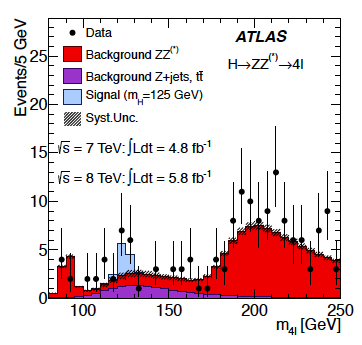 Events/5 GeV
25
20
15
10
5
0
Data
Background ZZ(*)
Background Z+jets, tt̄
Signal (mH=125 GeV)
Syst.Unc.
√s = 7 TeV: ∫Ldt = 4.8 fb-1
√s = 8 TeV: ∫Ldt = 5.8 fb-1
ATLAS
H→ZZ(*)→4l
100 150 200 250
m4l [GeV]